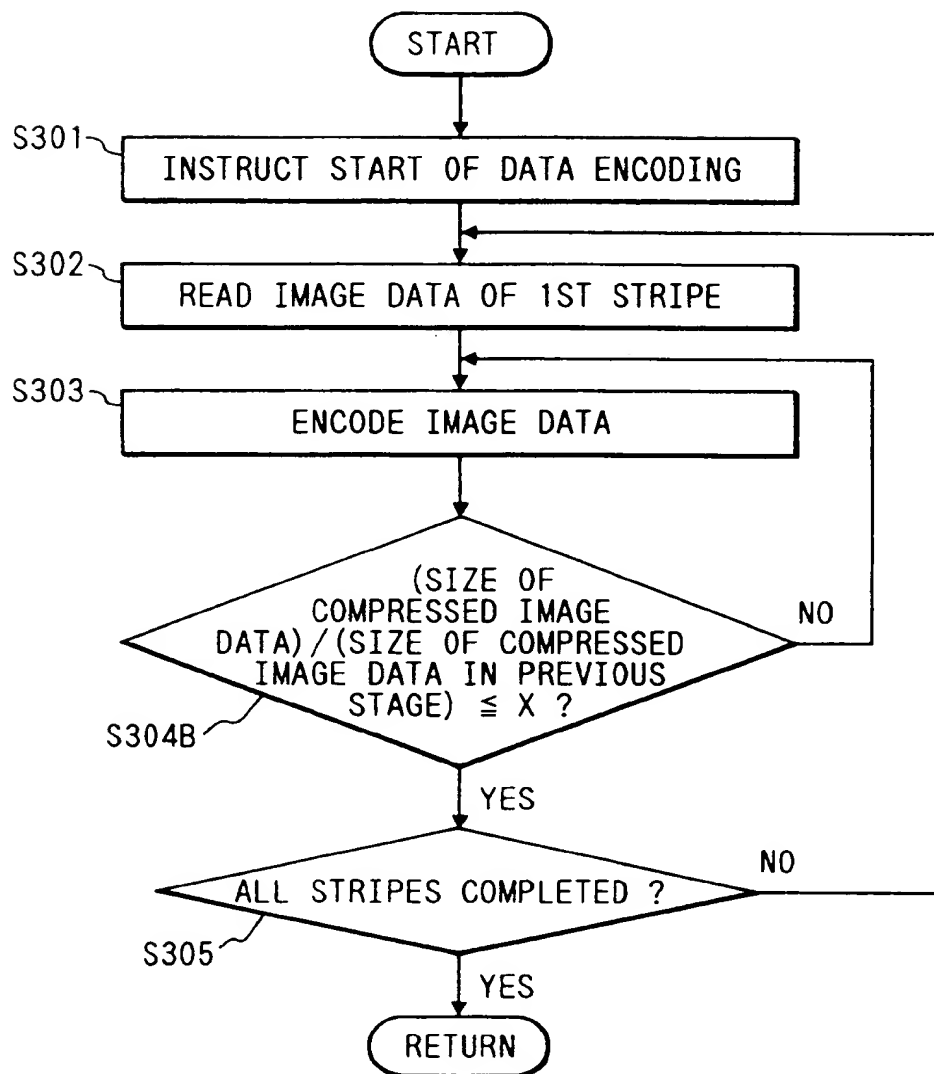 START
S301
INSTRUCT START OF DATA ENCODING
S302
READ IMAGE DATA OF 1ST STRIPE
S303
ENCODE IMAGE DATA
(SIZE OF
COMPRESSED IMAGE
DATA)/(SIZE OF COMPRESSED
IMAGE DATA IN PREVIOUS
STAGE) ≦ X ?
NO
S304B
YES
ALL STRIPES COMPLETED ?
NO
S305
YES
RETURN